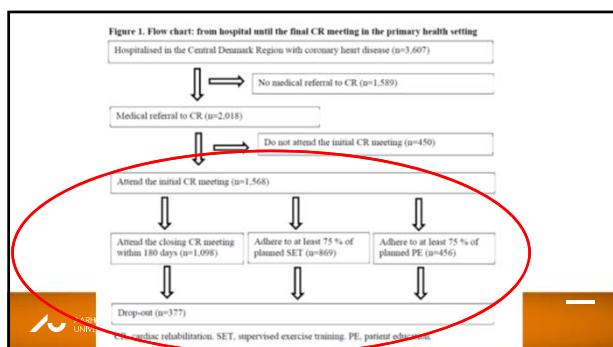 Figure 1. Flow chart: from hospital until the final CR meeting in the primary health setting
Hospitalised in the Central Denmark Region with coronary heart disease (n=3,607)
No medical referral to CR (n=1,589)
Medical referral to CR (n=2,018)
Do not attend the initial CR meeting (n=450)
Attend the initial CR meeting (n=1,568)
Attend the closing CR meeting
within 180 days (n=1,098)
Adhere to at least 75 % of
planned SET (n=869)
Adhere to at least 75 % of
planned PE (n=456)
Drop-out (n=377)
AARH
UNIVE
CR, cardiac rehabilitation. SET, supervised exercise training. PE, patient education.